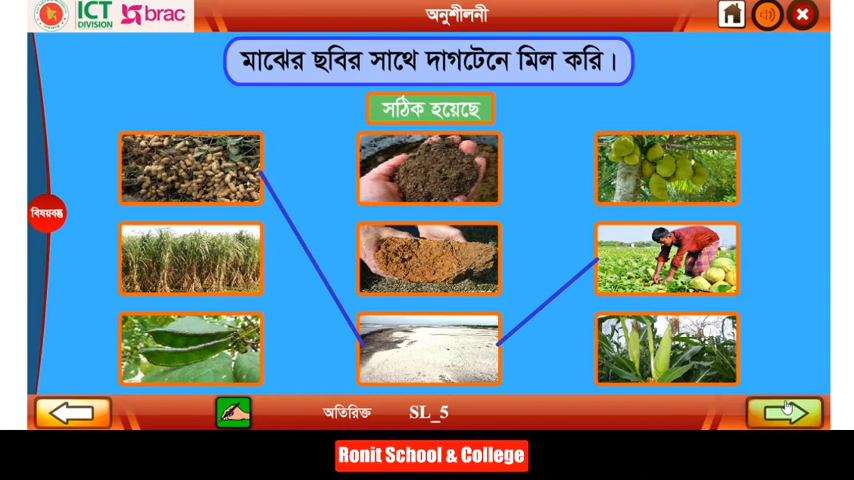 ICT
DIVISION
brac
অনুশীলনী
মাঝের ছবির সাথে দাগটেনে মিল করি।
সঠিক হয়েছে
বিষয়বস্তু
অতিরিক্ত SL_5
Ronit School & College